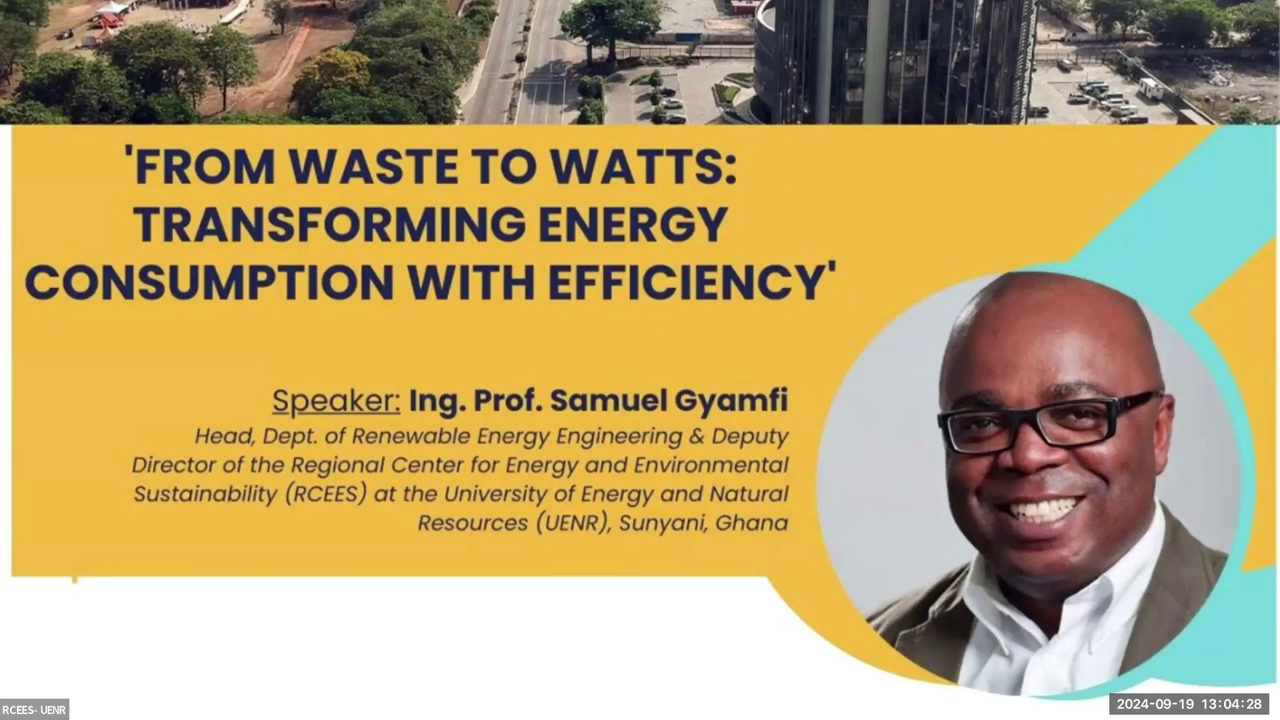 'FROM WASTE TO WATTS:
TRANSFORMING ENERGY
CONSUMPTION WITH EFFICIENCY'
Speaker: Ing. Prof. Samuel Gyamfi
Head, Dept. of Renewable Energy Engineering & Deputy
Director of the Regional Center for Energy and Environmental
Sustainability (RCEES) at the University of Energy and Natural
Resources (UENR), Sunyani, Ghana
RCEES- UENR
2024-09-19 13:04:28